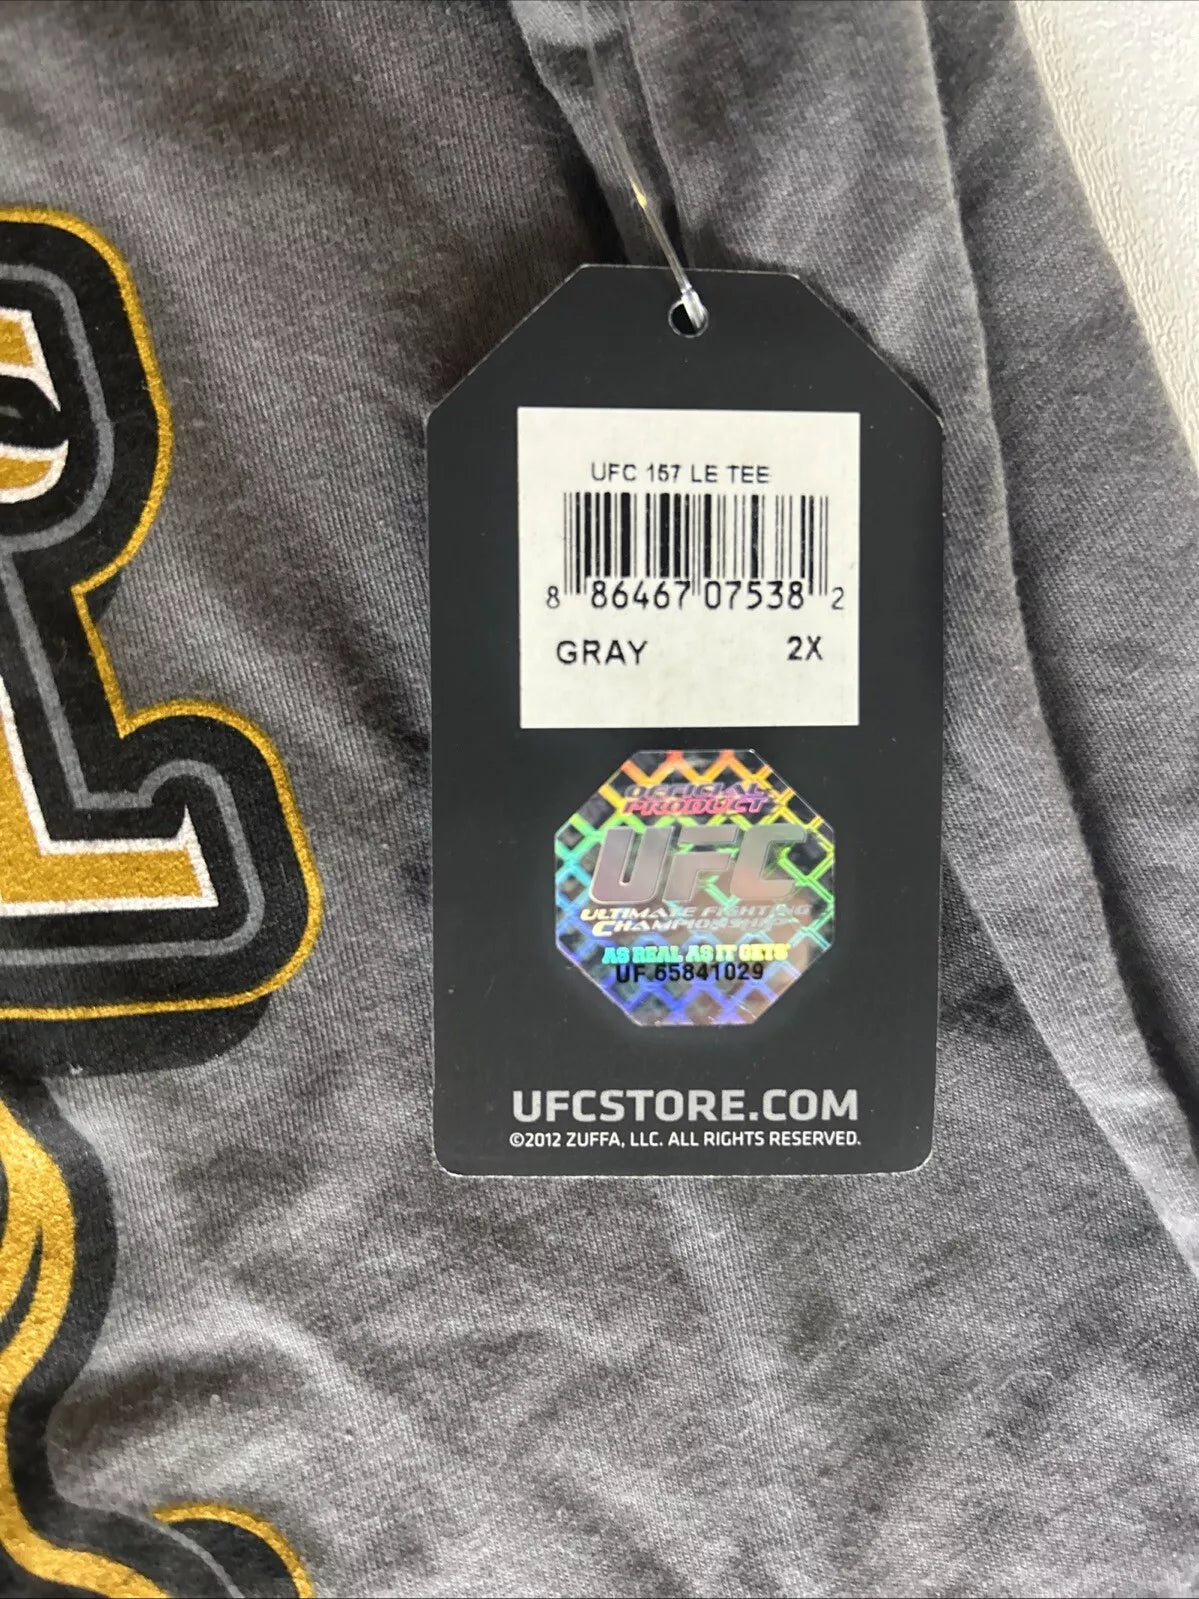 UFC 157 LE TEE
8 86467 07538 2
GRAY 2X
OFFICIAL
PRODUCT
UFC
ULTIMATE FIGHTING
CHAMPIONSHIP
AS REAL AS IT GETS
UF 65841029
UFCSTORE.COM
©2012 ZUFFA, LLC. ALL RIGHTS RESERVED.